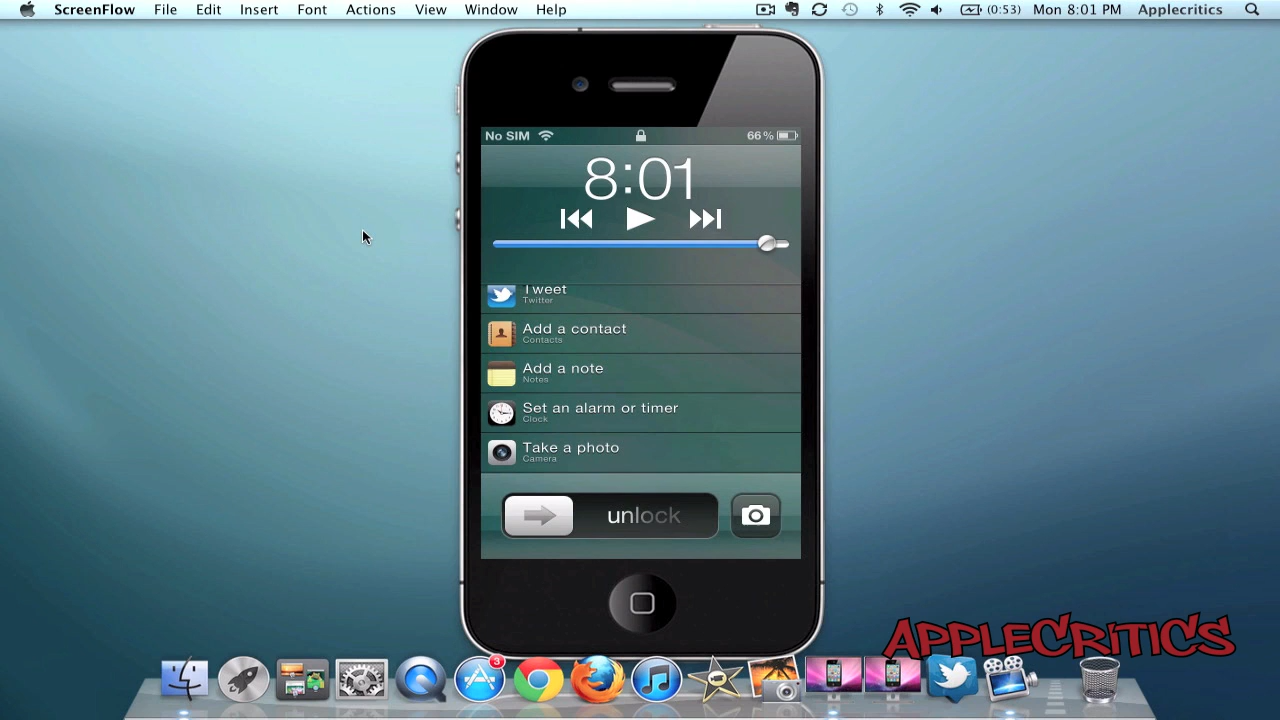 ScreenFlow File Edit Insert Font Actions View Window Help (0:53) Mon 8:01 PM Applecritics
No SIM 66%
8:01
Tweet
Twitter
Add a contact
Contacts
Add a note
Notes
Set an alarm or timer
Clock
Take a photo
Camera
unlock
APPLECRITICS
3